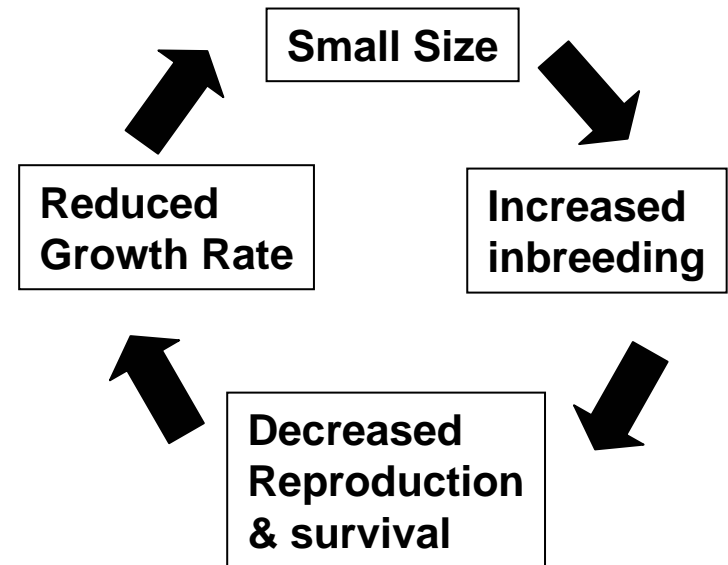 Small Size
Increased
inbreeding
Decreased
Reproduction
& survival
Reduced
Growth Rate